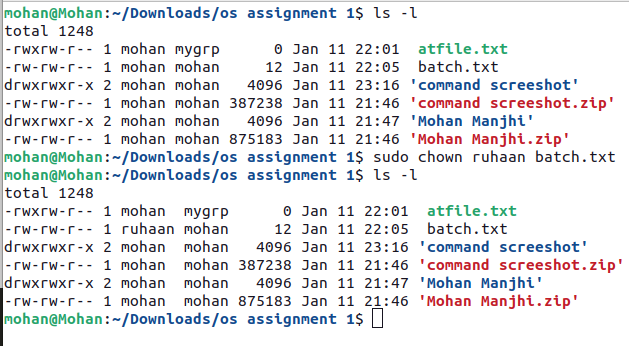 mohan@Mohan:~/Downloads/os assignment 1$ ls -l
total 1248
-rwxrw-r-- 1 mohan mygrp      0 Jan 11 22:01  atfile.txt
-rw-rw-r-- 1 mohan mohan     12 Jan 11 22:05  batch.txt
drwxrwxr-x 2 mohan mohan   4096 Jan 11 23:16 'command screeshot'
-rw-rw-r-- 1 mohan mohan 387238 Jan 11 21:46 'command screeshot.zip'
drwxrwxr-x 2 mohan mohan   4096 Jan 11 21:47 'Mohan Manjhi'
-rw-rw-r-- 1 mohan mohan 875183 Jan 11 21:46 'Mohan Manjhi.zip'
mohan@Mohan:~/Downloads/os assignment 1$ sudo chown ruhaan batch.txt
mohan@Mohan:~/Downloads/os assignment 1$ ls -l
total 1248
-rwxrw-r-- 1 mohan  mygrp      0 Jan 11 22:01  atfile.txt
-rw-rw-r-- 1 ruhaan mohan     12 Jan 11 22:05  batch.txt
drwxrwxr-x 2 mohan  mohan   4096 Jan 11 23:16 'command screeshot'
-rw-rw-r-- 1 mohan  mohan 387238 Jan 11 21:46 'command screeshot.zip'
drwxrwxr-x 2 mohan  mohan   4096 Jan 11 21:47 'Mohan Manjhi'
-rw-rw-r-- 1 mohan  mohan 875183 Jan 11 21:46 'Mohan Manjhi.zip'
mohan@Mohan:~/Downloads/os assignment 1$